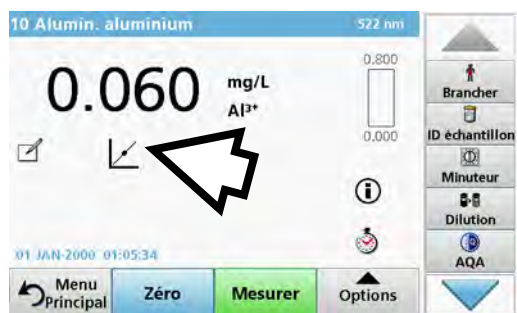 10 Alumin. aluminium
522 nm
0.800
0.060 mg/L
Al³⁺
0.000
01 JAN-2000 01:05:34
Menu
Principal
Zéro
Mesurer
Options
Brancher
ID échantillon
Minuteur
Dilution
AQA